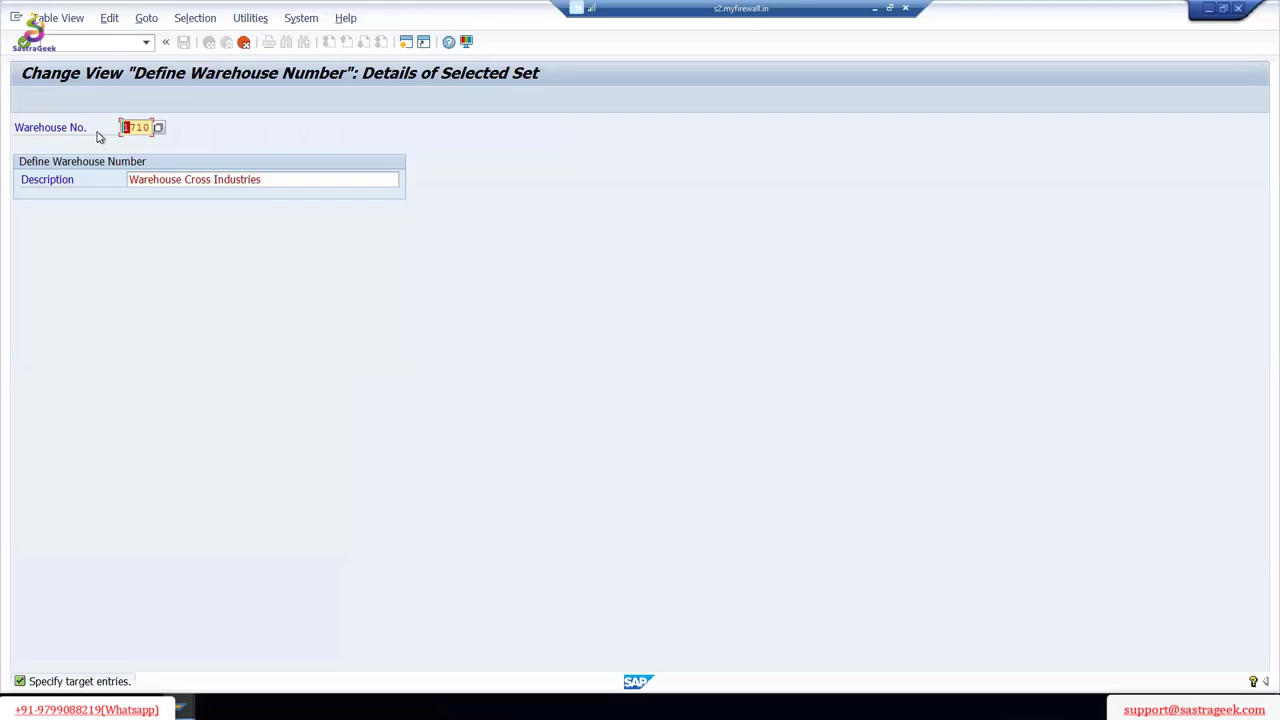 Table View Edit Goto Selection Utilities System Help
s2.myfirewall.in
SASTRAGEEK
Change View "Define Warehouse Number": Details of Selected Set
Warehouse No. 1710
Define Warehouse Number
Description Warehouse Cross Industries
Specify target entries.
SAP
+91-9799088219(Whatsapp)
support@sastrageek.com